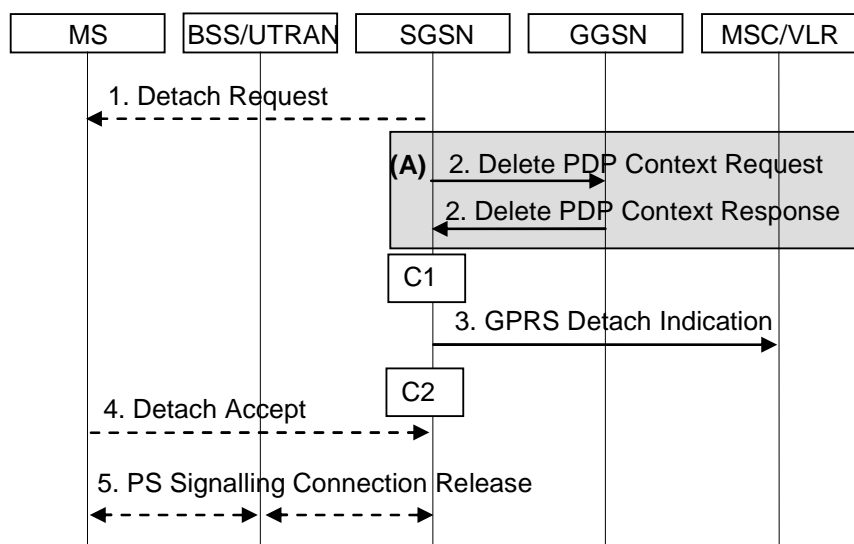 MS BSS/UTRAN SGSN GGSN MSC/VLR
1. Detach Request
(A) 2. Delete PDP Context Request
2. Delete PDP Context Response
C1
3. GPRS Detach Indication
C2
4. Detach Accept
5. PS Signalling Connection Release